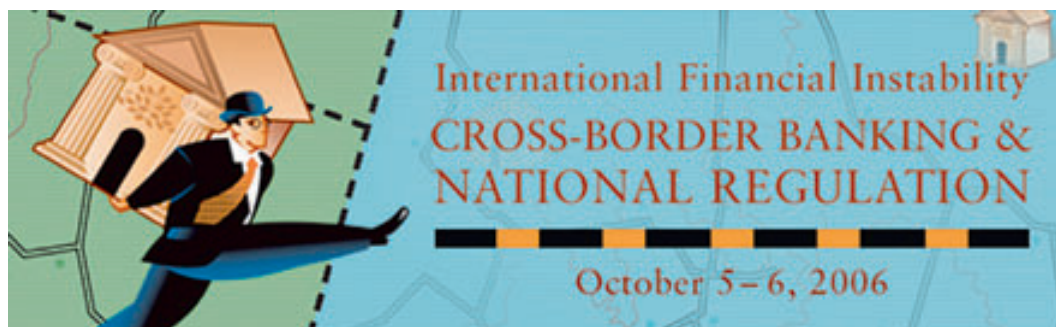 International Financial Instability
CROSS-BORDER BANKING &
NATIONAL REGULATION
October 5–6, 2006